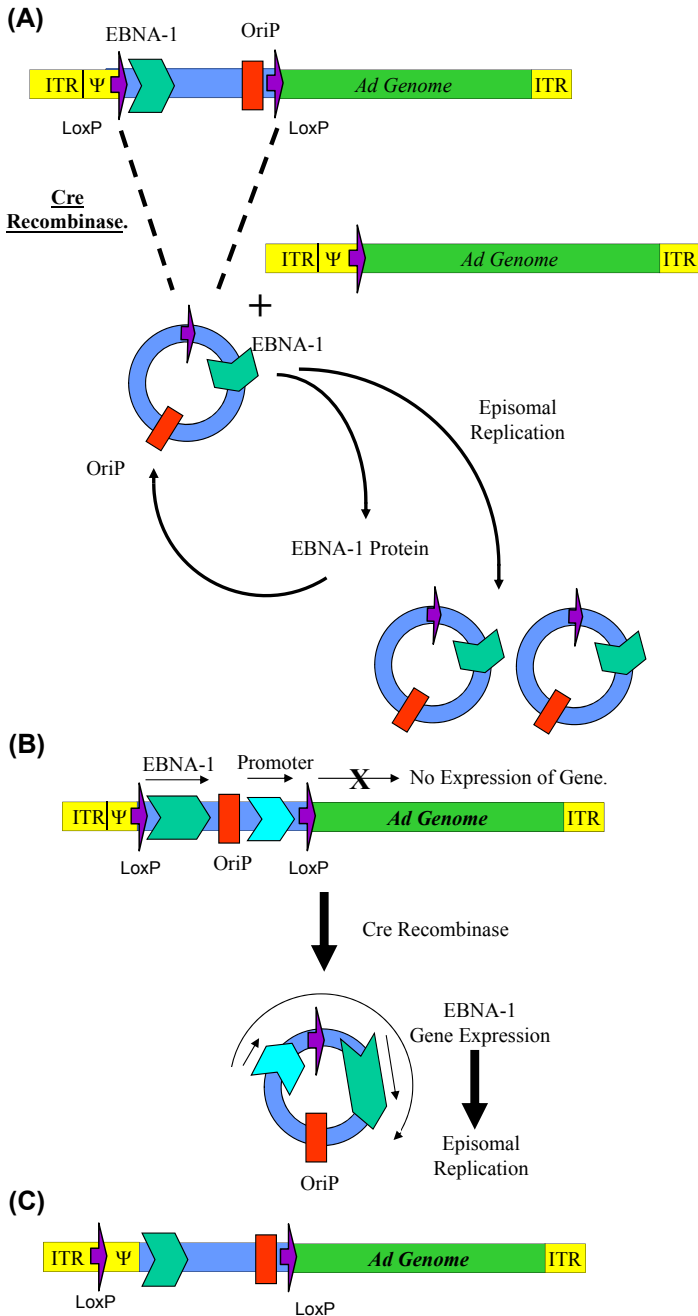 (A)
EBNA-1
OriP
ITR Ψ
Ad Genome
ITR
LoxP
LoxP
Cre
Recombinase.
ITR Ψ
Ad Genome
ITR
+
EBNA-1
Episomal
Replication
OriP
EBNA-1 Protein
(B)
EBNA-1
Promoter
X
No Expression of Gene.
ITR Ψ
Ad Genome
ITR
LoxP
OriP
LoxP
Cre Recombinase
EBNA-1
Gene Expression
Episomal
Replication
OriP
(C)
ITR
Ψ
Ad Genome
ITR
LoxP
LoxP